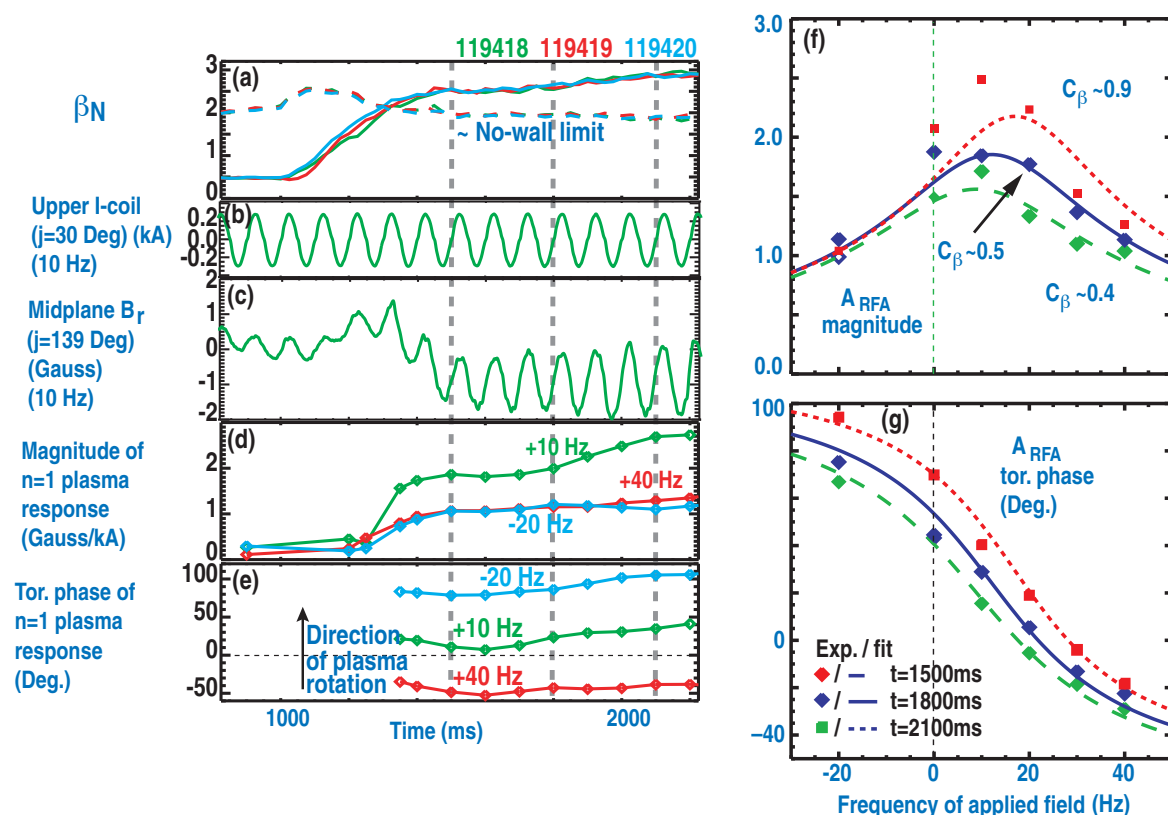 119418 119419 119420
(a)
βN
3
2
1
0
~ No-wall limit
Upper I-coil
(j=30 Deg) (kA)
(10 Hz)
(b)
0.2
0.0
-0.2
Midplane Br
(j=139 Deg)
(Gauss)
(10 Hz)
(c)
2
1
0
-1
-2
Magnitude of
n=1 plasma
response
(Gauss/kA)
(d)
2
1
0
+10 Hz
+40 Hz
-20 Hz
Tor. phase of
n=1 plasma
response
(Deg.)
(e)
100
50
0
-50
-20 Hz
+10 Hz
+40 Hz
Direction
of plasma
rotation
1000 2000
Time (ms)
(f)
3.0
2.0
1.0
0.0
Cβ ~0.9
Cβ ~0.5
Cβ ~0.4
A RFA
magnitude
(g)
100
0
−40
A RFA
tor. phase
(Deg.)
Exp. / fit
/ t=1500ms
/ t=1800ms
/ t=2100ms
-20 0 20 40
Frequency of applied field (Hz)